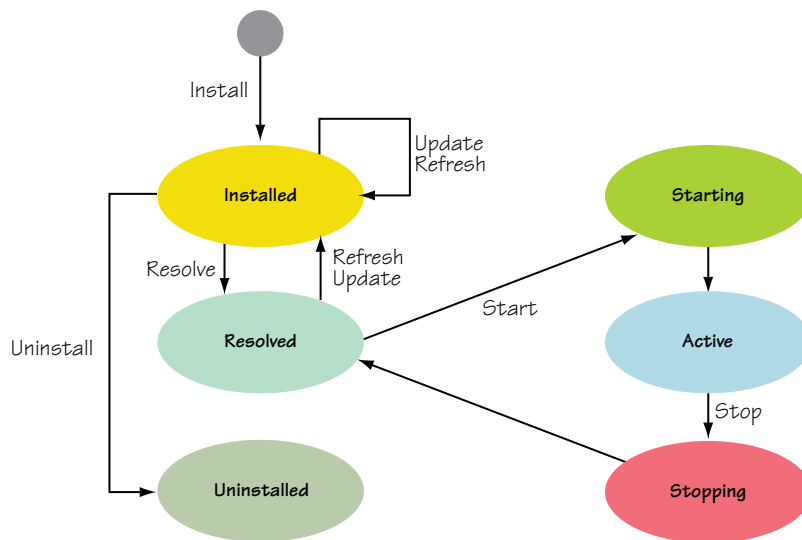 Install
Update
Refresh
Installed
Starting
Resolve
Refresh
Update
Start
Resolved
Active
Uninstall
Stop
Uninstalled
Stopping